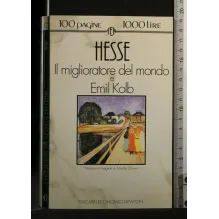 100 PAGINE 1000 LIRE
HESSE
Il miglioratore del mondo
e
Emil Kolb
TASCABILI ECONOMICI NEWTON